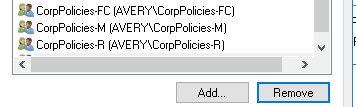 CorpPolicies-FC (AVERY\CorpPolicies-FC)
CorpPolicies-M (AVERY\CorpPolicies-M)
CorpPolicies-R (AVERY\CorpPolicies-R)
Add... Remove